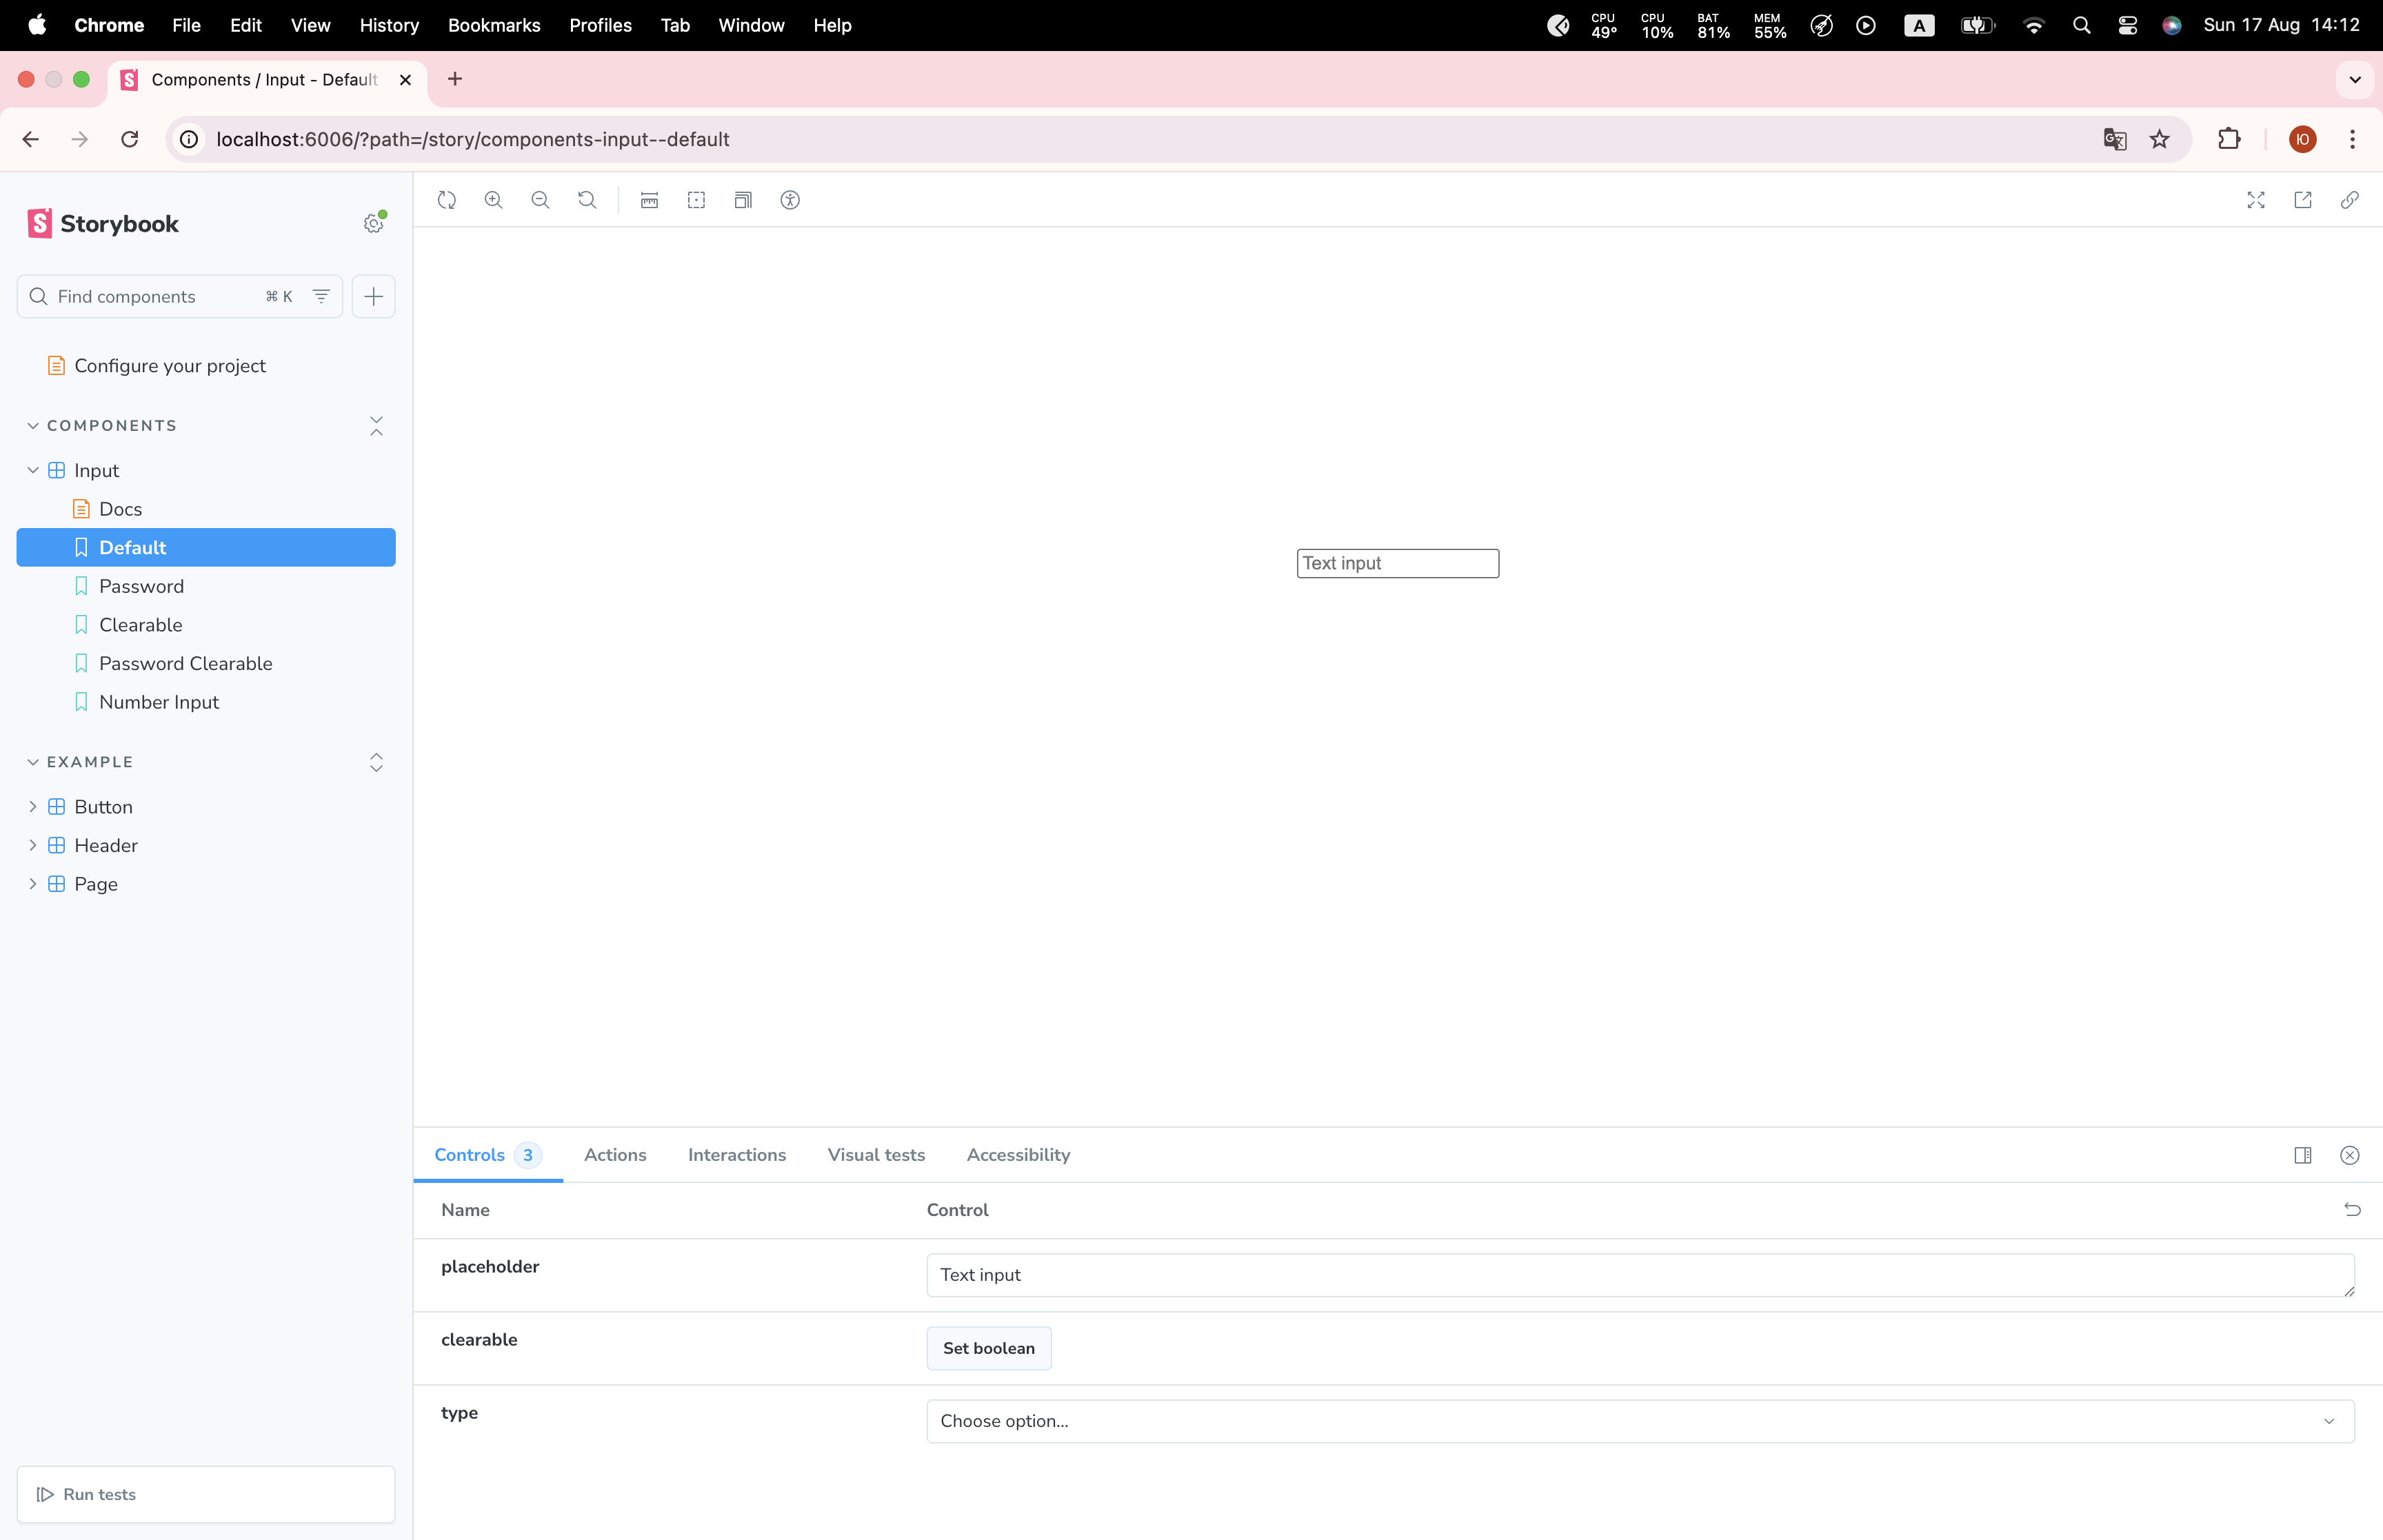 Chrome File Edit View History Bookmarks Profiles Tab Window Help CPU 49° CPU 10% BAT 81% MEM 55% A Sun 17 Aug 14:12
Components / Input - Default
localhost:6006/?path=/story/components-input--default Ю
Storybook
Find components ⌘ K
Configure your project
COMPONENTS
Input
Docs
Default
Password
Clearable
Password Clearable
Number Input
EXAMPLE
Button
Header
Page
Run tests
Text input
Controls 3 Actions Interactions Visual tests Accessibility
Name Control
placeholder Text input
clearable Set boolean
type Choose option...